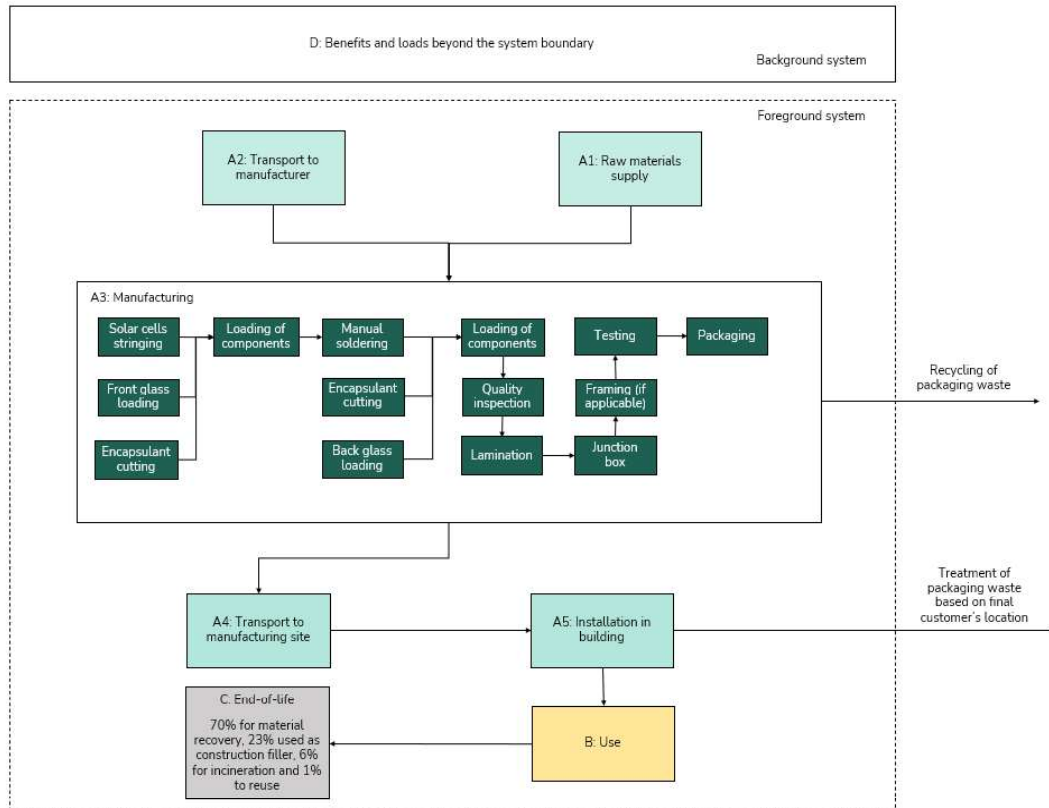 D: Benefits and loads beyond the system boundary
Background system
Foreground system
A2: Transport to
manufacturer
A1: Raw materials
supply
A3: Manufacturing
Solar cells
stringing
Loading of
components
Manual
soldering
Loading of
components
Testing
Packaging
Front glass
loading
Encapsulant
cutting
Quality
inspection
Framing (if
applicable)
Encapsulant
cutting
Back glass
loading
Lamination
Junction
box
Recycling of
packaging waste
A4: Transport to
manufacturing site
A5: Installation in
building
Treatment of
packaging waste
based on final
customer's location
C. End-of-life
70% for material
recovery, 23% used as
construction filler, 6%
for incineration and 1%
to reuse
B: Use